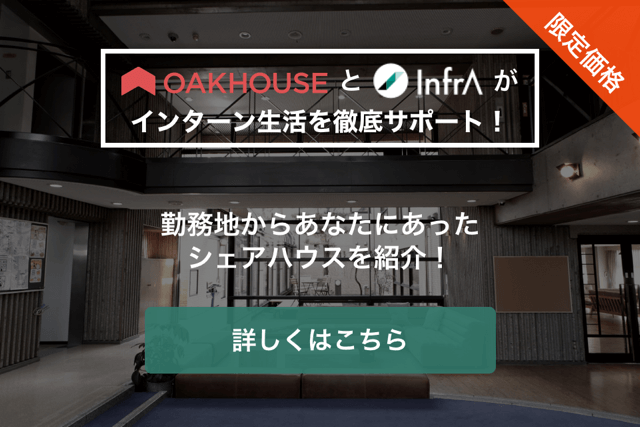 OAKHOUSE と InfrA が
インターン生活を徹底サポート！
限定価格
勤務地からあなたにあった
シェアハウスを紹介！
詳しくはこちら